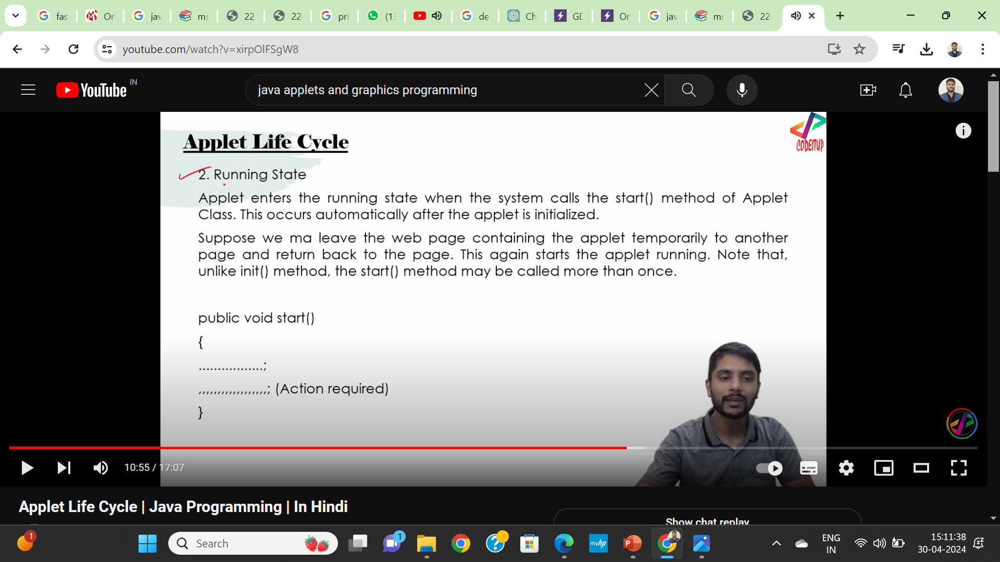 fas
Or
jav
ms
22
22
pri
(13
de
Ch
GD
Or
jav
ms
22
youtube.com/watch?v=xirpOlFSgW8
YouTube IN
java applets and graphics programming
Applet Life Cycle
CODEITUP
2. Running State
Applet enters the running state when the system calls the start() method of Applet
Class. This occurs automatically after the applet is initialized.
Suppose we ma leave the web page containing the applet temporarily to another
page and return back to the page. This again starts the applet running. Note that,
unlike init() method, the start() method may be called more than once.
public void start()
{
.................;
,,,,,,,,,,,,,,,,,,; (Action required)
}
10:55 / 17:07
Applet Life Cycle | Java Programming | In Hindi
Show chat replay
1
Search
1
myhp
P
ENG
IN
15:11:38
30-04-2024